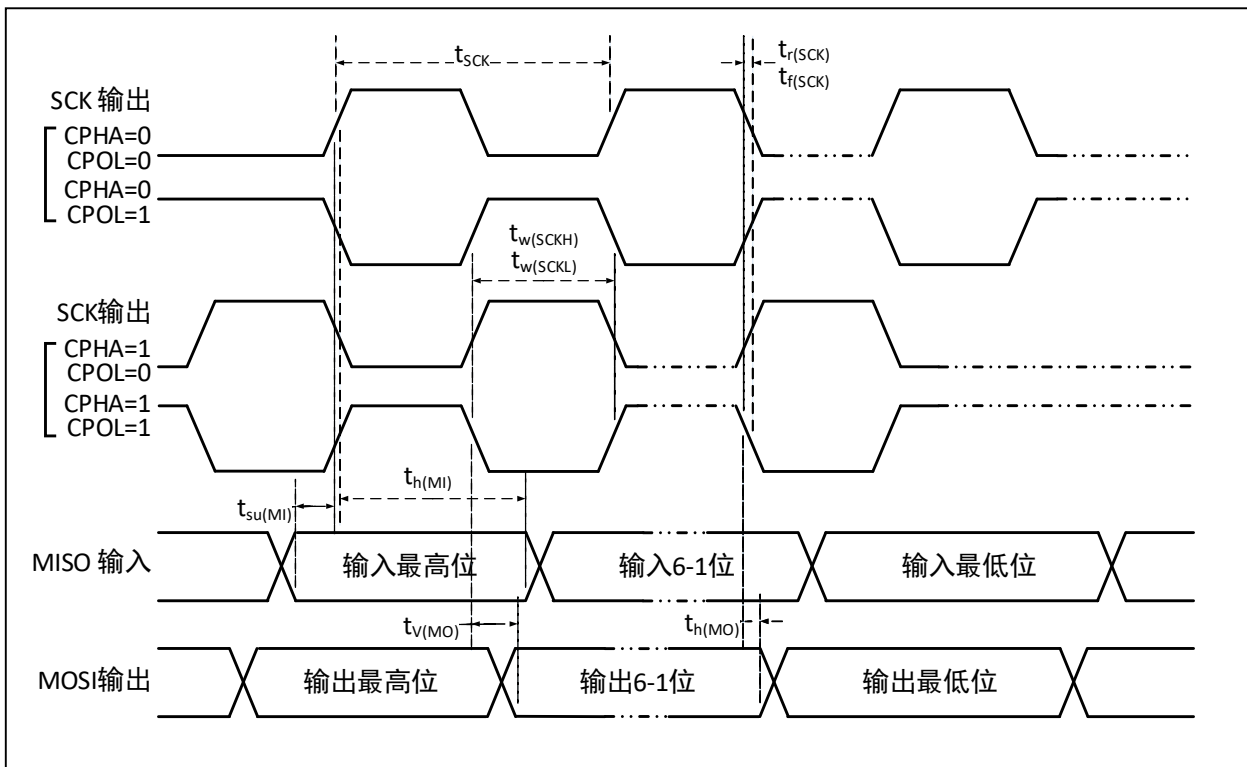 tSCK
tr(SCK)
tf(SCK)
SCK 输出
CPHA=0
CPOL=0
CPHA=0
CPOL=1
tw(SCKH)
tw(SCKL)
SCK输出
CPHA=1
CPOL=0
CPHA=1
CPOL=1
th(MI)
tsu(MI)
MISO 输入
输入最高位
输入6-1位
输入最低位
tV(MO)
th(MO)
MOSI输出
输出最高位
输出6-1位
输出最低位